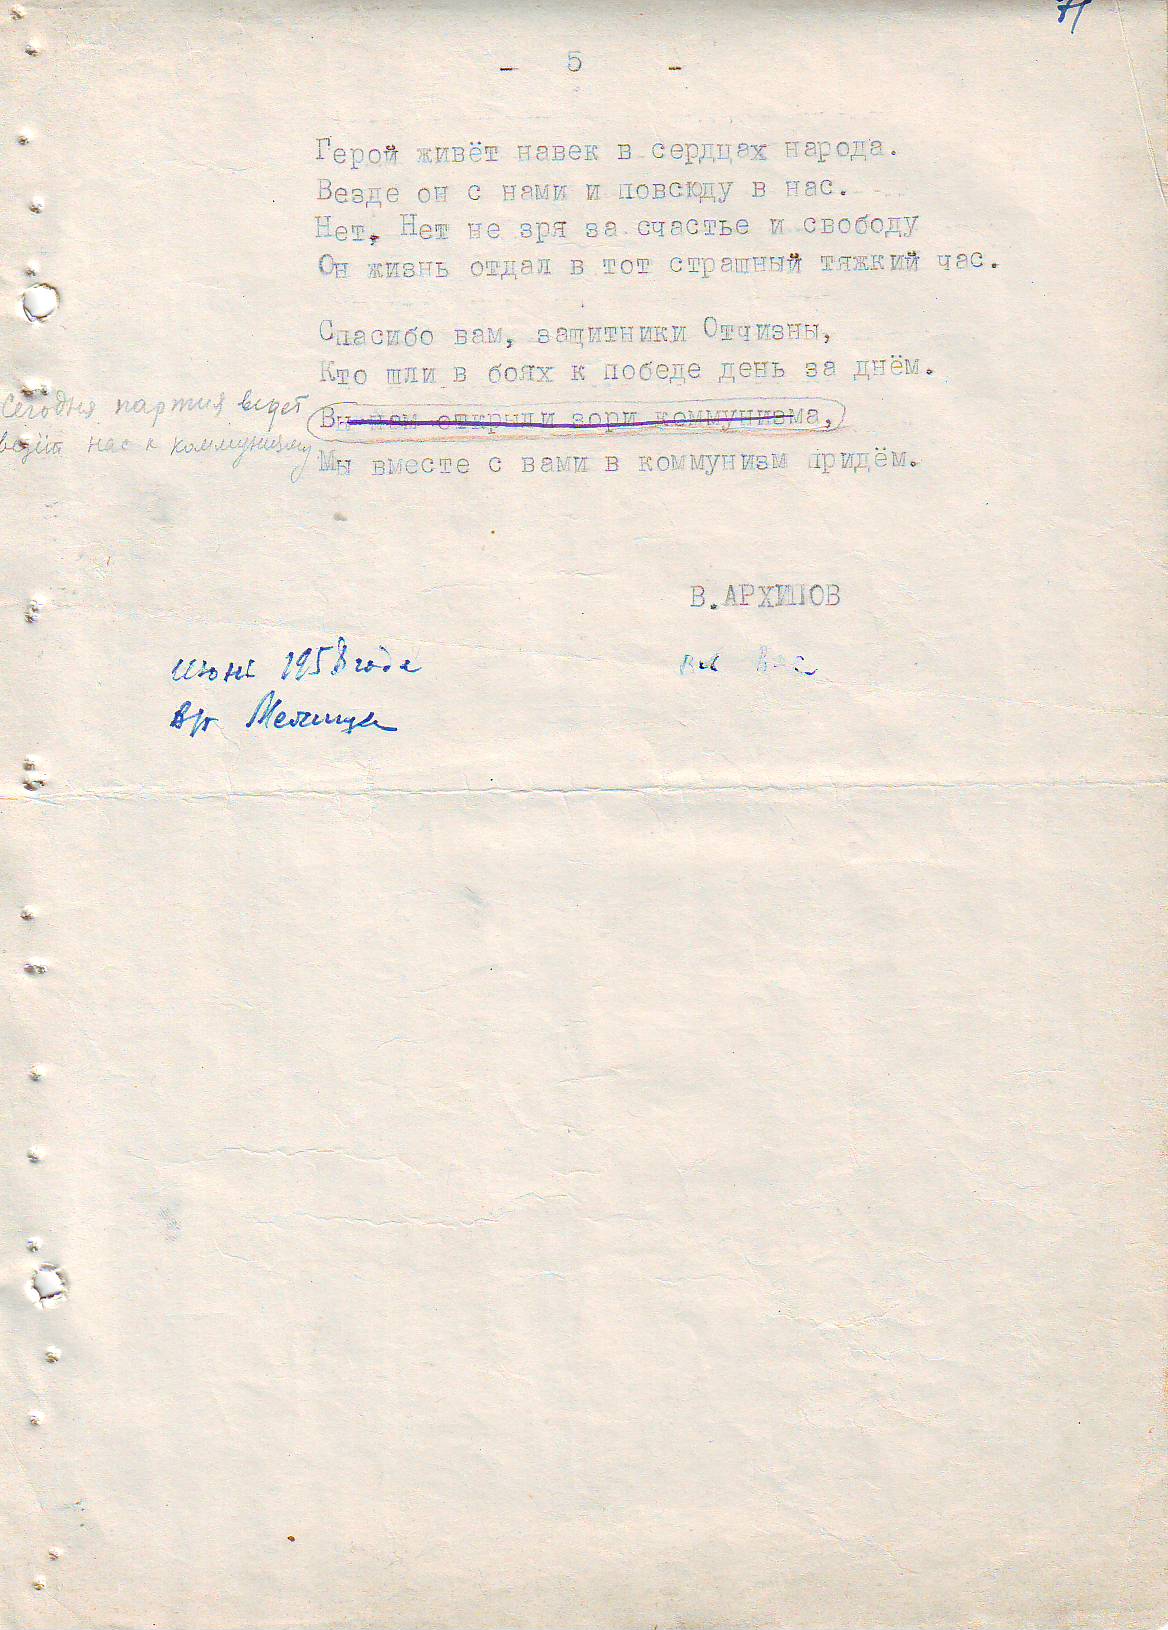 71
- 5 -
Герой живёт навек в сердцах народа.
Везде он с нами и повсюду в нас.
Нет, Нет не зря за счастье и свободу
Он жизнь отдал в тот страшный тяжкий час.
Спасибо вам, защитники Отчизны,
Кто шли в боях к победе день за днём.
Сегодня партия ведёт
Вы нам открыли зори коммунизма,
ведёт нас к коммунизму
Мы вместе с вами в коммунизм придём.
В.АРХИПОВ
июнь 1958 года